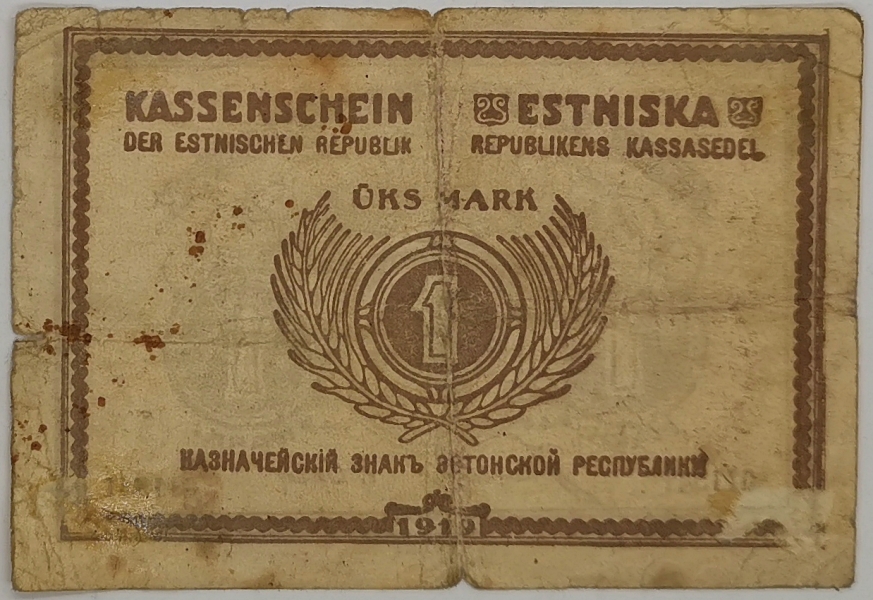 KASSENSCHEIN
DER ESTNISCHEN REPUBLIK
ESTNISKA
REPUBLIKENS KASSASEDEL
ÜKS MARK
1
КАЗНАЧЕЙСКІЙ ЗНАКЪ ЭСТОНСКОЙ РЕСПУБЛИКИ
1919